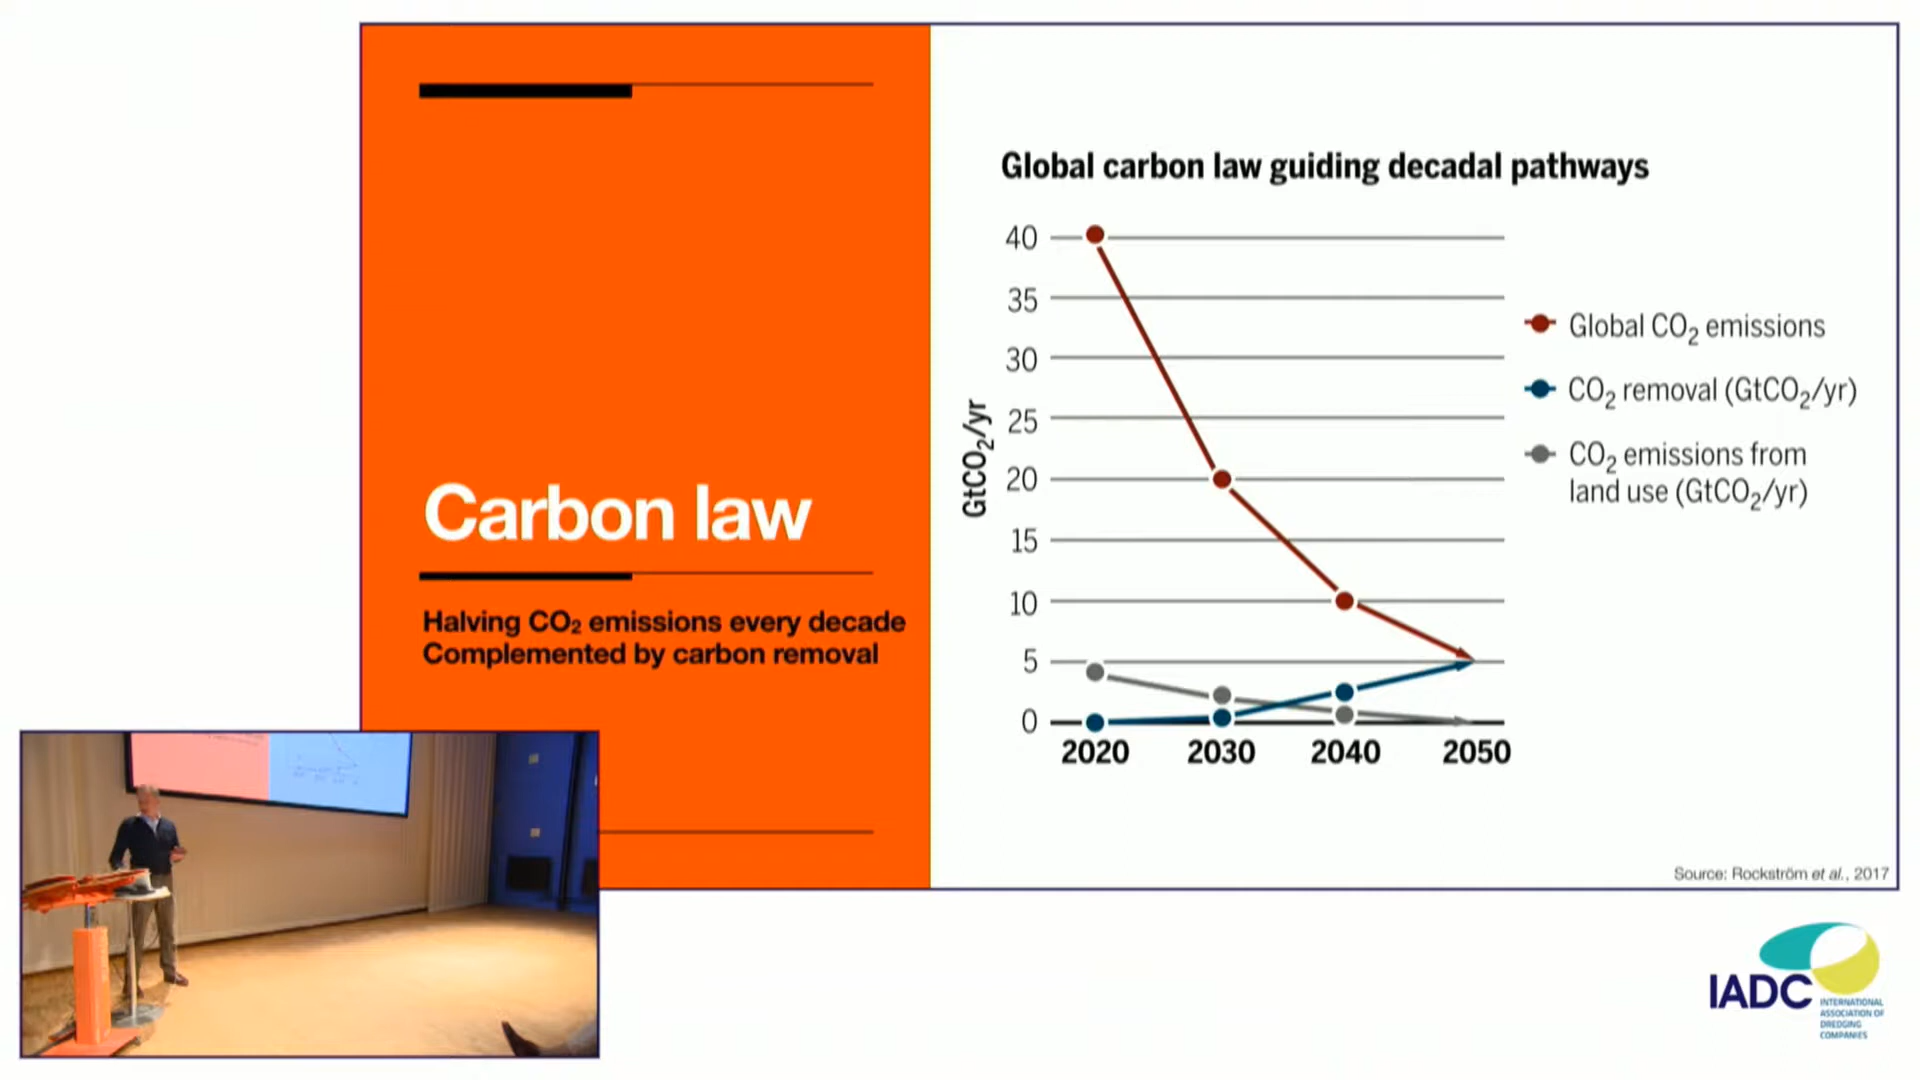 Carbon law
Halving CO₂ emissions every decade
Complemented by carbon removal
Global carbon law guiding decadal pathways
GtCO₂/yr
40
35
30
25
20
15
10
5
0
2020 2030 2040 2050
Global CO₂ emissions
CO₂ removal (GtCO₂/yr)
CO₂ emissions from
land use (GtCO₂/yr)
Source: Rockström et al., 2017
IADC
INTERNATIONAL
ASSOCIATION OF
DREDGING
COMPANIES